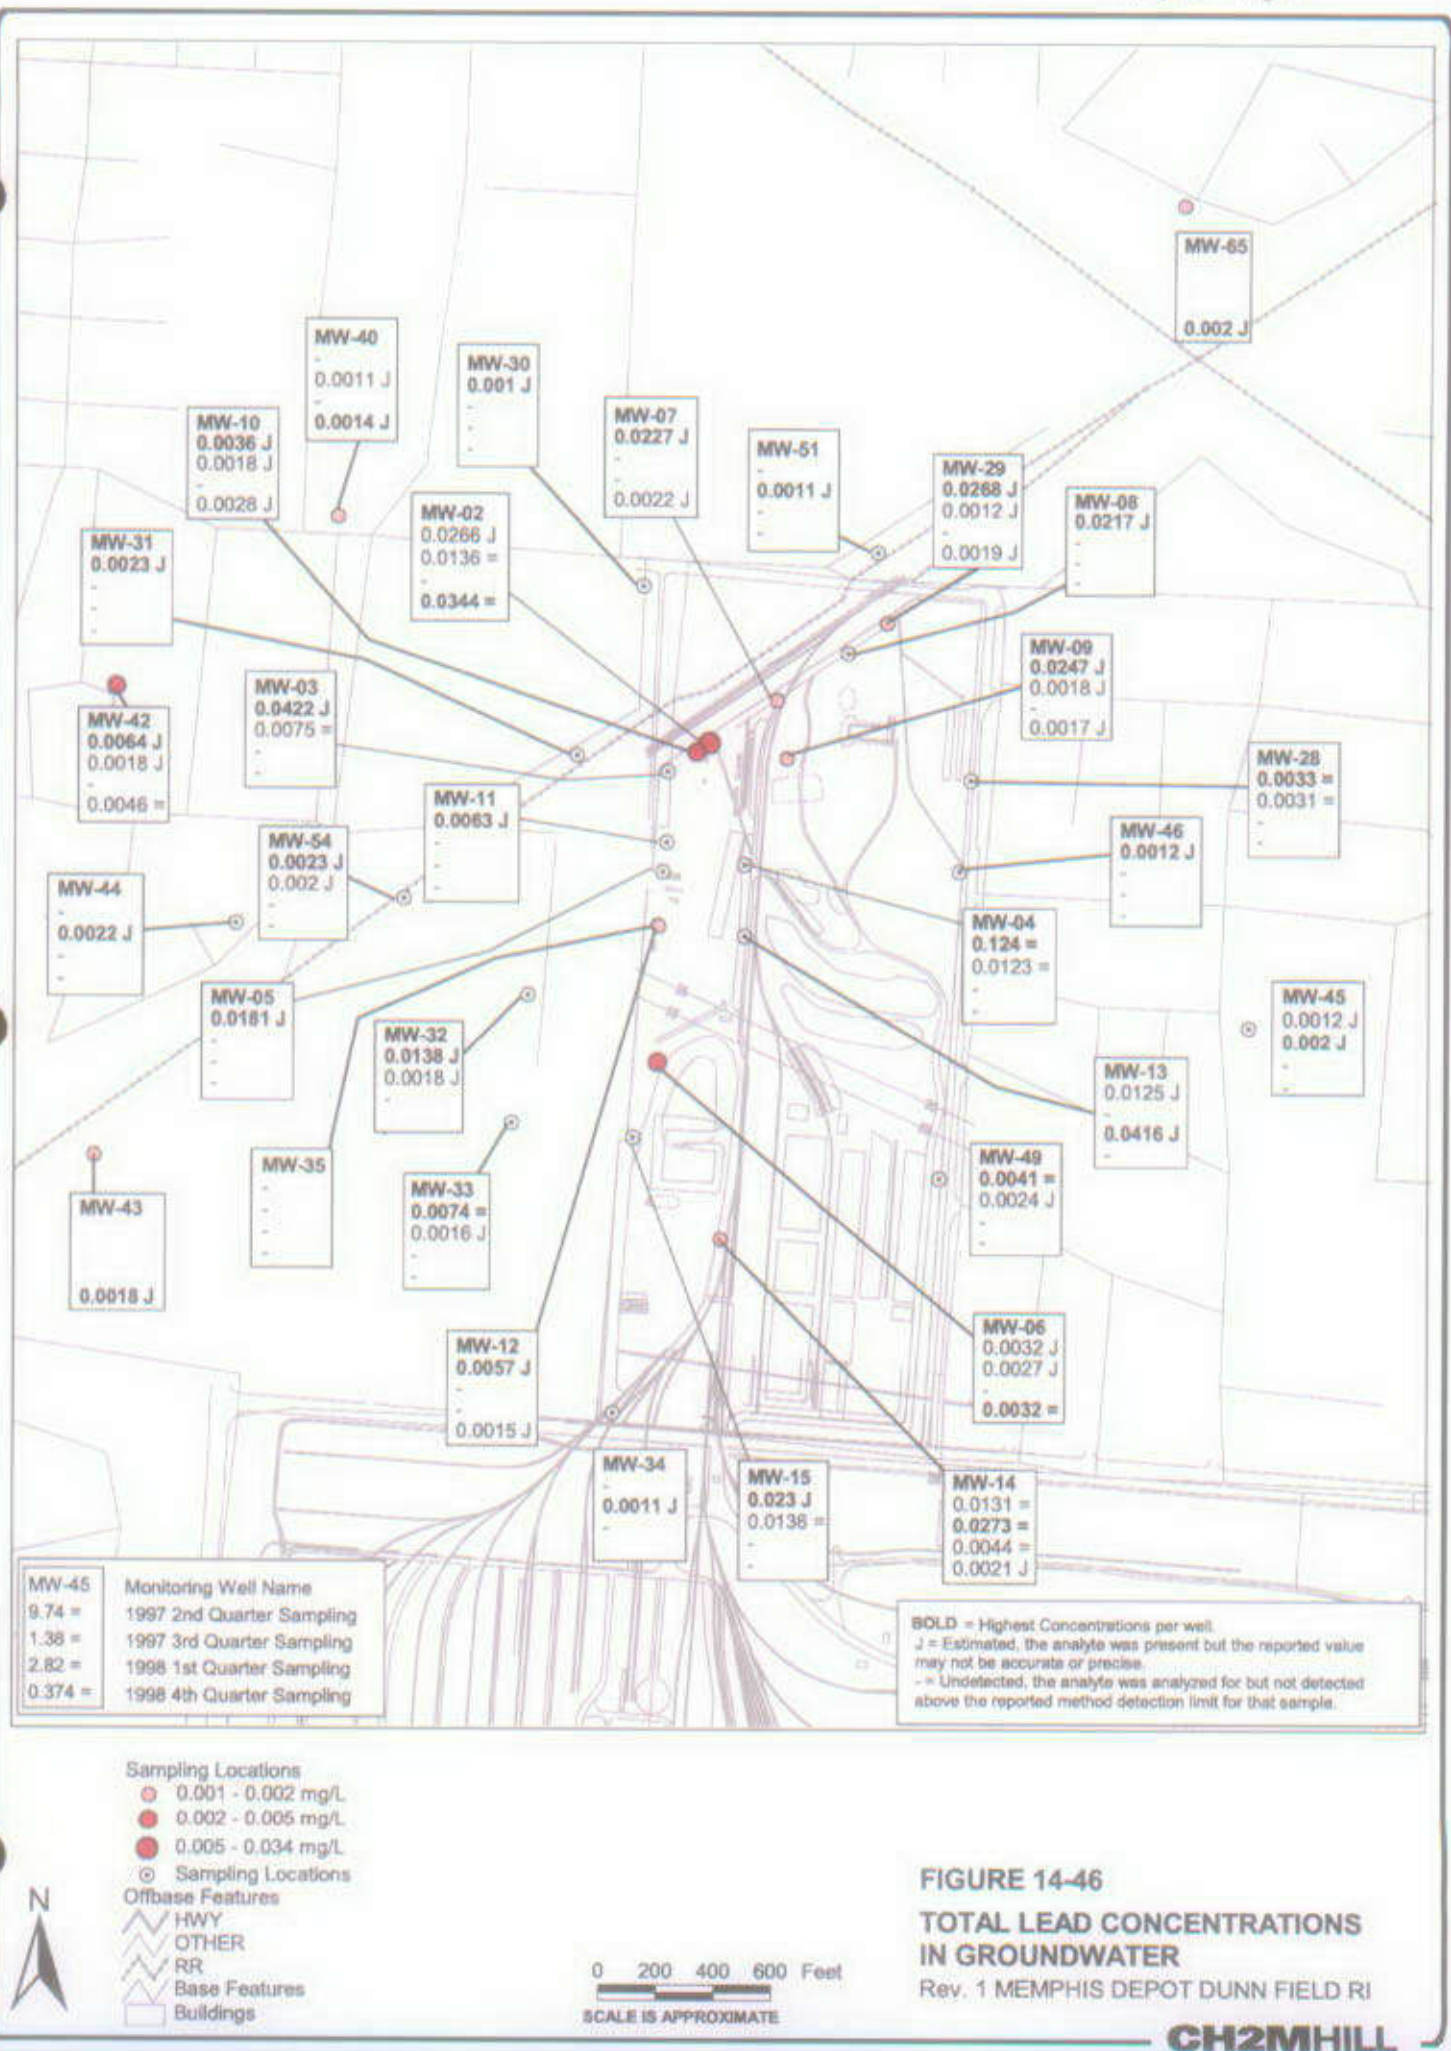 MW-65
0.002 J
MW-40
-
0.0011 J
-
0.0014 J
MW-30
0.001 J
-
-
-
MW-10
0.0036 J
0.0018 J
-
0.0028 J
MW-07
0.0227 J
-
-
0.0022 J
MW-51
-
0.0011 J
-
-
MW-29
0.0268 J
0.0012 J
-
0.0019 J
MW-08
0.0217 J
-
-
-
MW-02
0.0266 J
0.0136 =
-
0.0344 =
MW-31
0.0023 J
-
-
-
MW-09
0.0247 J
0.0018 J
-
0.0017 J
MW-03
0.0422 J
0.0075 =
-
-
MW-42
0.0064 J
0.0018 J
-
0.0046 =
MW-28
0.0033 =
0.0031 =
-
-
MW-11
0.0063 J
-
-
-
MW-46
0.0012 J
-
-
-
MW-54
0.0023 J
0.002 J
-
-
MW-44
-
0.0022 J
-
-
MW-04
0.124 =
0.0123 =
-
-
MW-05
0.0181 J
-
-
-
MW-45
0.0012 J
0.002 J
-
-
MW-32
0.0138 J
0.0018 J
-
MW-13
0.0125 J
-
0.0416 J
-
MW-35
-
-
-
-
MW-49
0.0041 =
0.0024 J
-
-
MW-33
0.0074 =
0.0016 J
-
-
MW-43
0.0018 J
MW-06
0.0032 J
0.0027 J
-
0.0032 =
MW-12
0.0057 J
-
-
0.0015 J
MW-34
-
0.0011 J
-
MW-15
0.023 J
0.0136 =
-
-
MW-14
0.0131 =
0.0273 =
0.0044 =
0.0021 J
MW-45 Monitoring Well Name
9.74 = 1997 2nd Quarter Sampling
1.38 = 1997 3rd Quarter Sampling
2.82 = 1998 1st Quarter Sampling
0.374 = 1998 4th Quarter Sampling
BOLD = Highest Concentrations per well.
J = Estimated, the analyte was present but the reported value
may not be accurate or precise.
- = Undetected, the analyte was analyzed for but not detected
above the reported method detection limit for that sample.
Sampling Locations
0.001 - 0.002 mg/L
0.002 - 0.005 mg/L
0.005 - 0.034 mg/L
Sampling Locations
Offbase Features
HWY
OTHER
RR
Base Features
Buildings
N
0 200 400 600 Feet
SCALE IS APPROXIMATE
FIGURE 14-46
TOTAL LEAD CONCENTRATIONS
IN GROUNDWATER
Rev. 1 MEMPHIS DEPOT DUNN FIELD RI
CH2MHILL